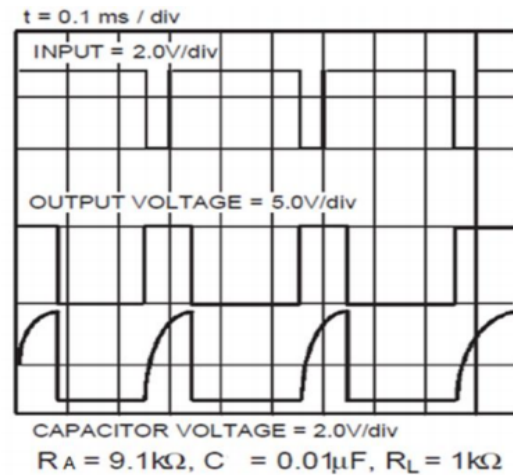 t = 0.1 ms / div
INPUT = 2.0V/div
OUTPUT VOLTAGE = 5.0V/div
CAPACITOR VOLTAGE = 2.0V/div
RA = 9.1kΩ, C = 0.01µF, RL = 1kΩ